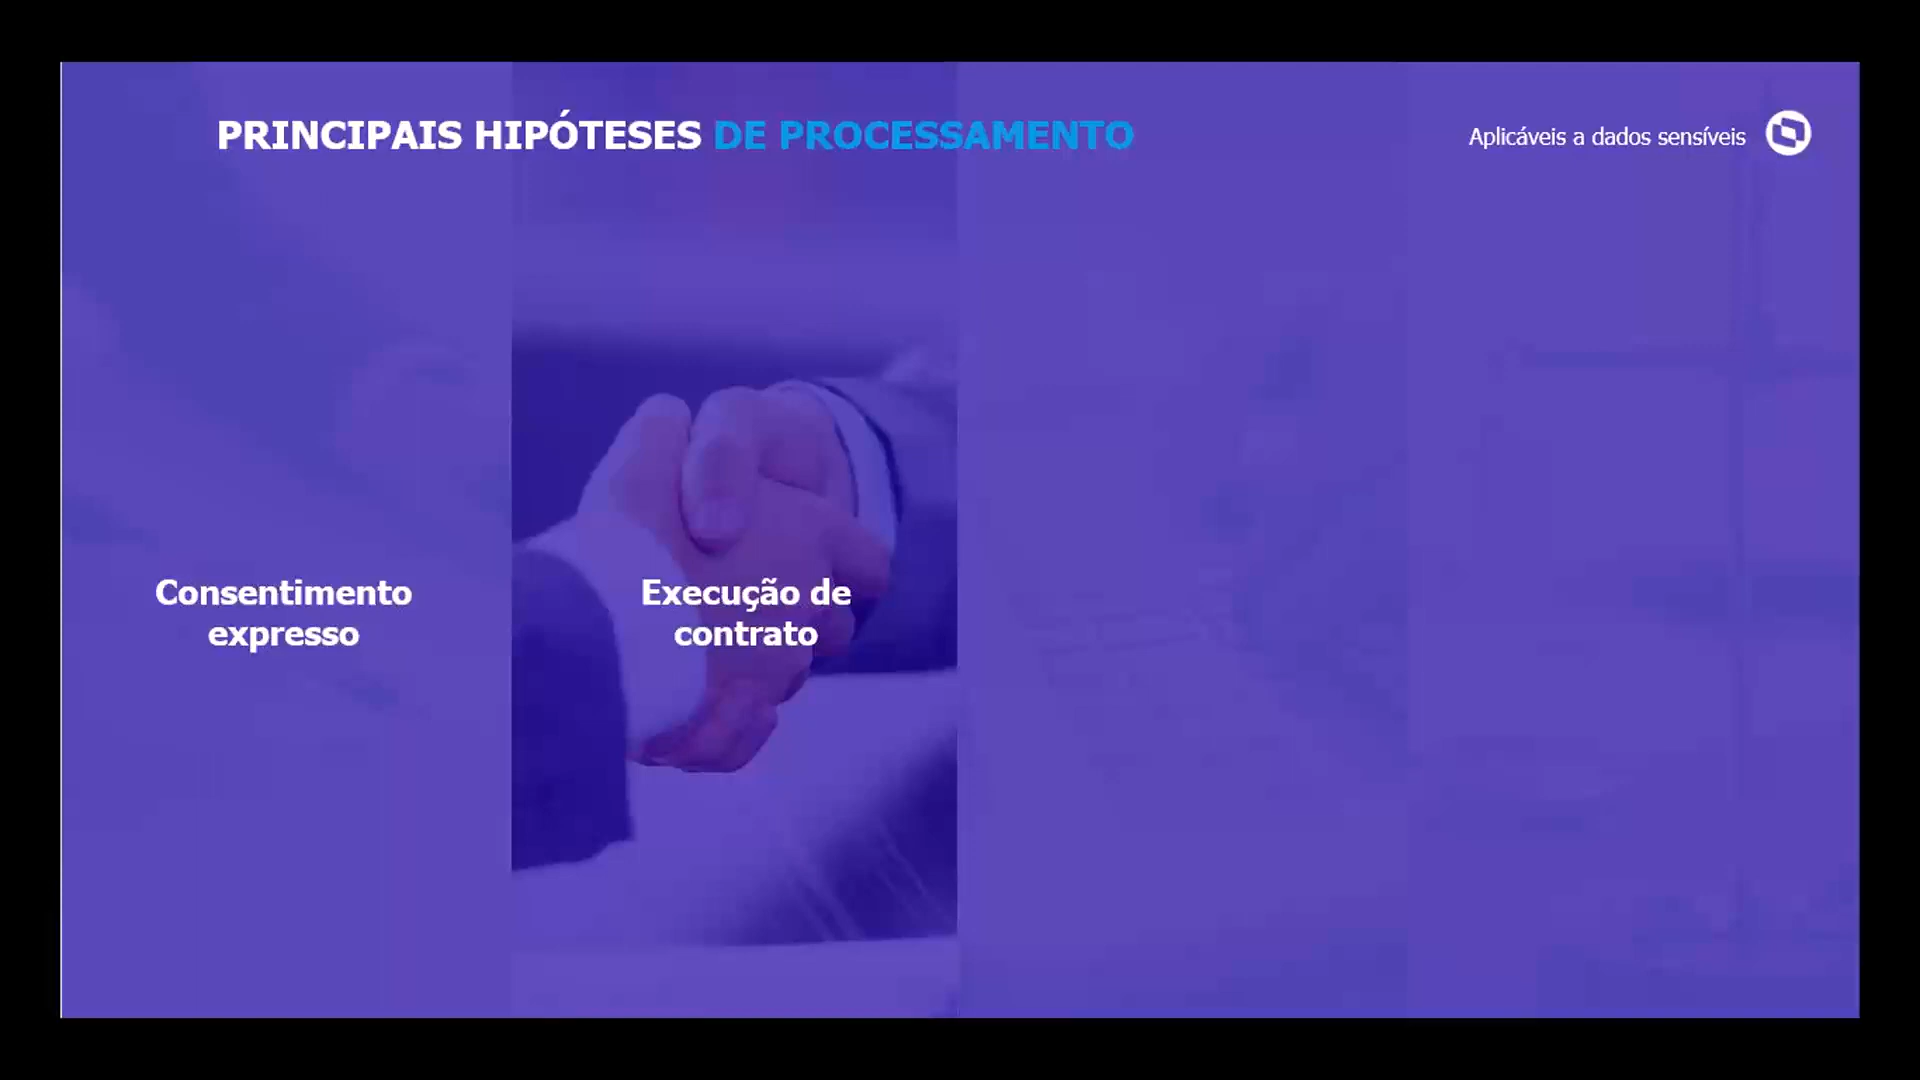 PRINCIPAIS HIPÓTESES DE PROCESSAMENTO
Aplicáveis a dados sensíveis
Consentimento
expresso
Execução de
contrato